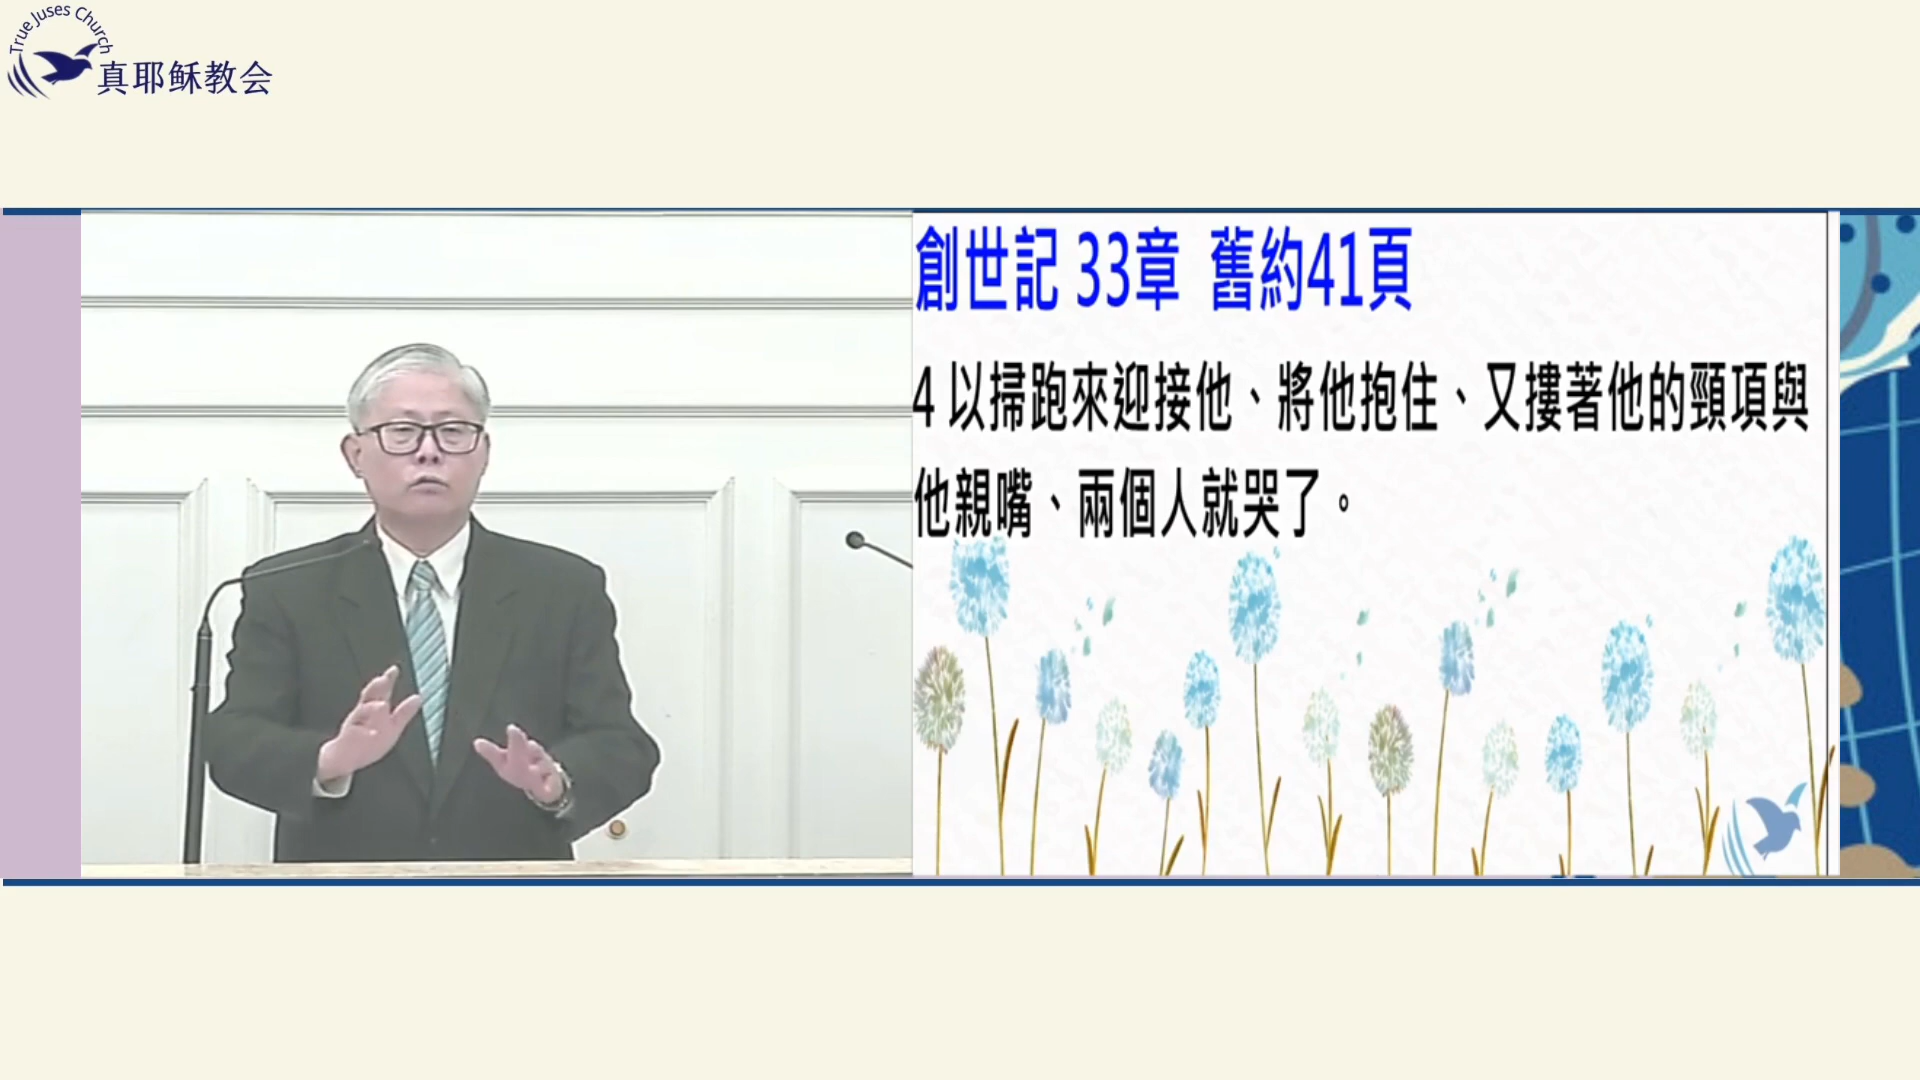 True Juses Church
真耶稣教会
創世記 33章 舊約41頁
4 以掃跑來迎接他、將他抱住、又摟著他的頸項與
他親嘴、兩個人就哭了。